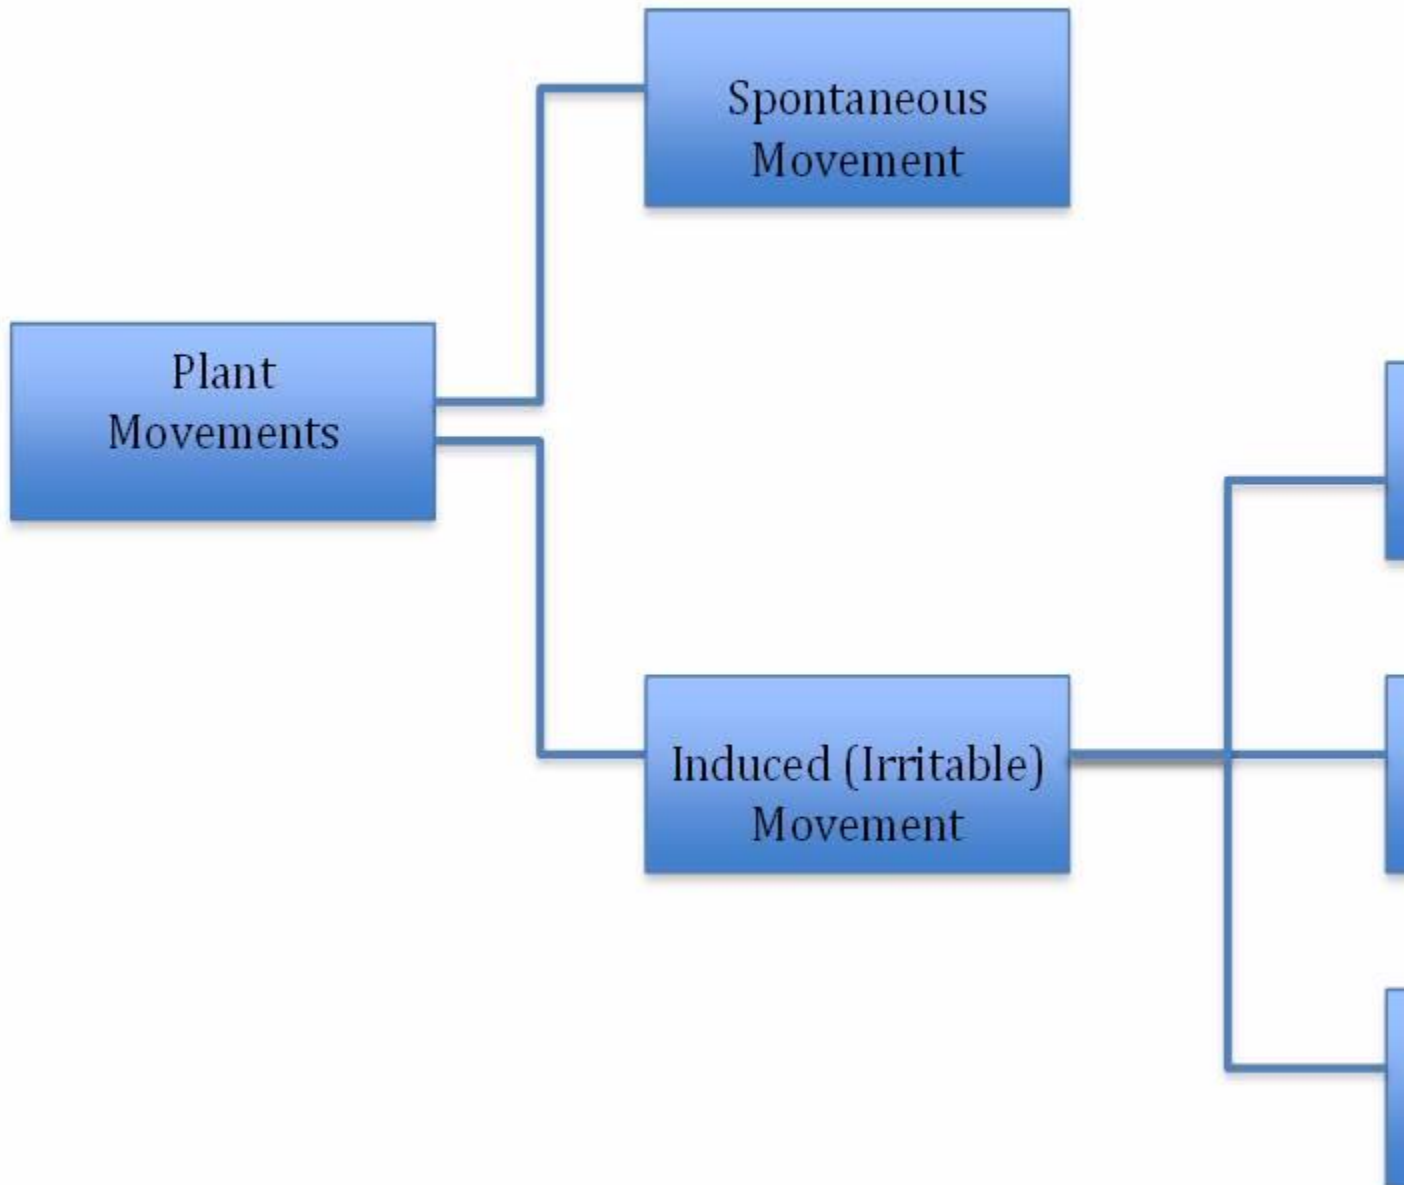 Spontaneous
Movement
Plant
Movements
Induced (Irritable)
Movement